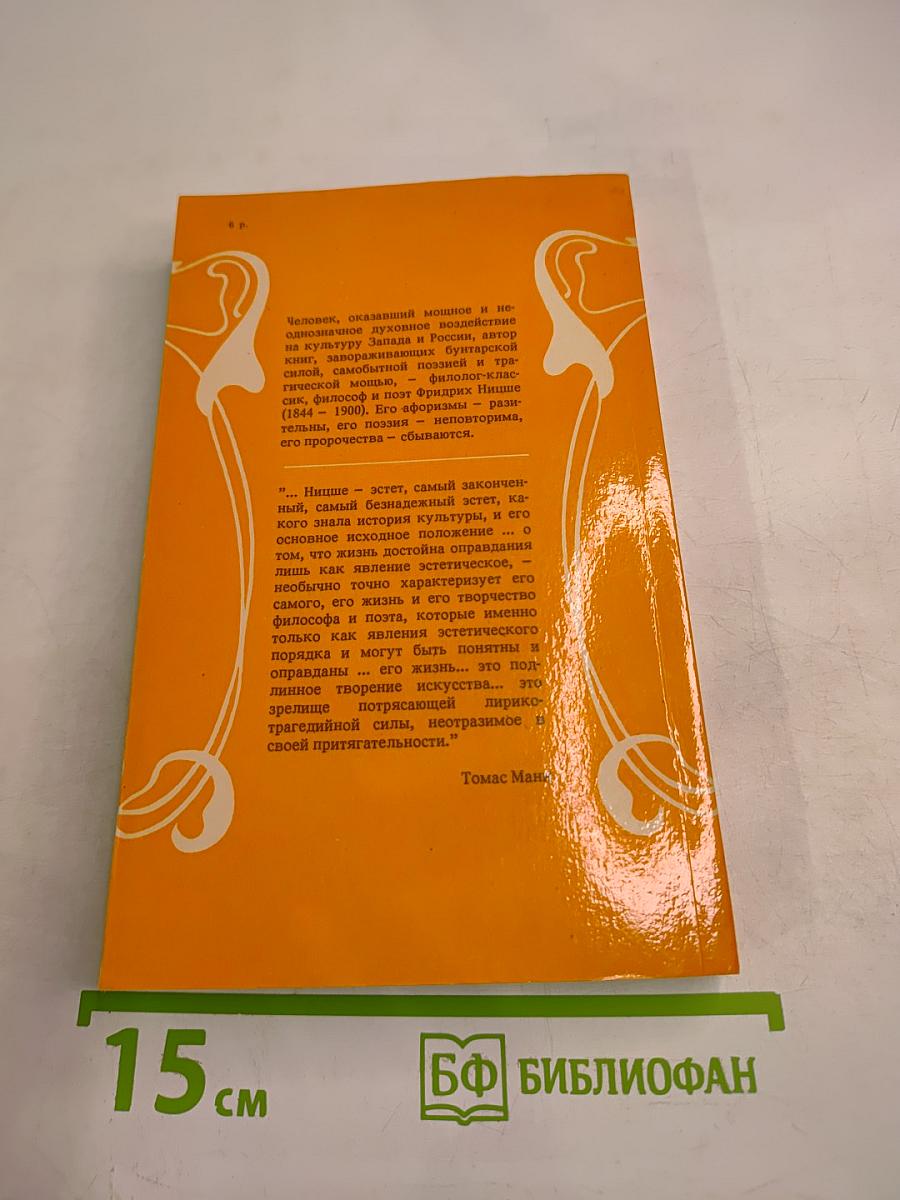 6 р.
Человек, оказавший мощное и не-
однозначное духовное воздействие
на культуру Запада и России, автор
книг, завораживающих бунтарской
силой, самобытной поэзией и тра-
гической мощью, – филолог-клас-
сик, философ и поэт Фридрих Ницше
(1844 – 1900). Его афоризмы – рази-
тельны, его поэзия – неповторима,
его пророчества – сбываются.
"... Ницше – эстет, самый закончен-
ный, самый безнадежный эстет, ка-
кого знала история культуры, и его
основное исходное положение ... о
том, что жизнь достойна оправдания
лишь как явление эстетическое, –
необычно точно характеризует его
самого, его жизнь и его творчество
философа и поэта, которые именно
только как явления эстетического
порядка и могут быть понятны и
оправданы ... его жизнь... это под-
линное творение искусства... это
зрелище потрясающей лирико-
трагедийной силы, неотразимое в
своей притягательности."
Томас Манн
15 см
БФ БИБЛИОФАН